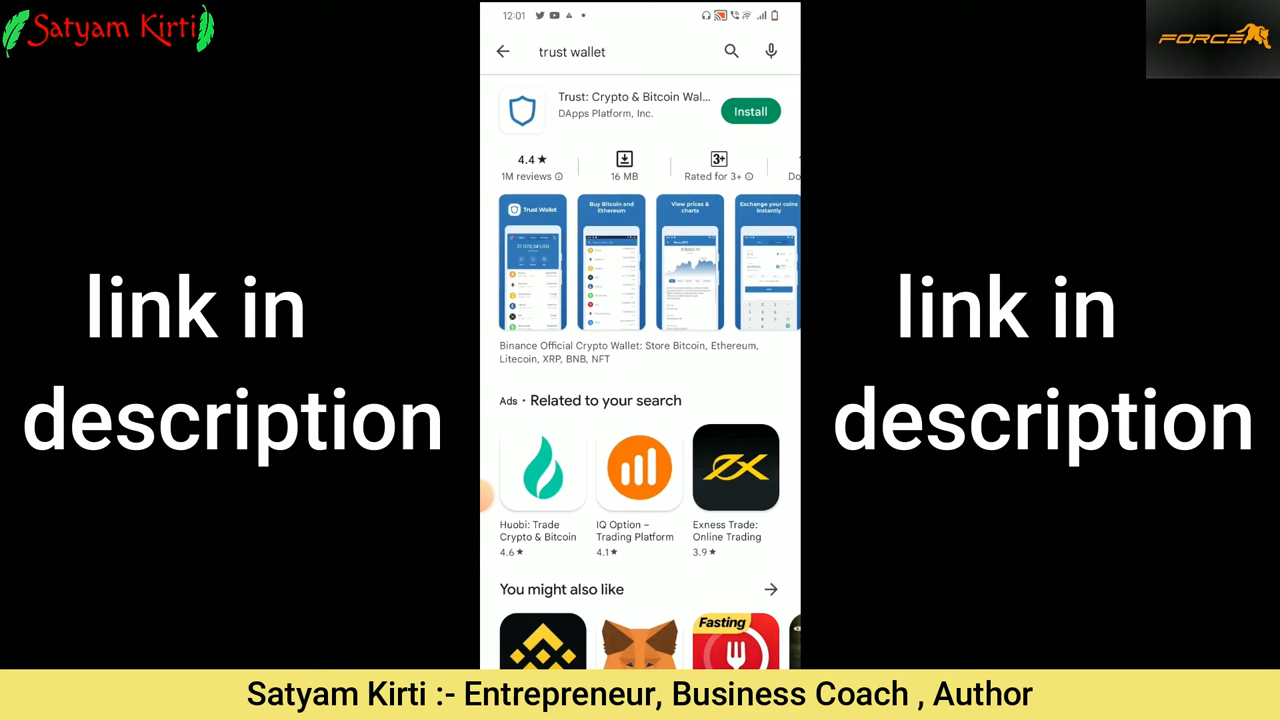 Satyam Kirti
FORCE
12:01
trust wallet
Trust: Crypto & Bitcoin Wal...
DApps Platform, Inc.
Install
4.4★
1M reviews
16 MB
3+
Rated for 3+
Do
Trust Wallet
Buy Bitcoin and
Ethereum
View prices &
charts
Exchange your coins
instantly
Binance Official Crypto Wallet: Store Bitcoin, Ethereum,
Litecoin, XRP, BNB, NFT
link in
description
link in
description
Ads · Related to your search
Huobi: Trade
Crypto & Bitcoin
4.6★
IQ Option –
Trading Platform
4.1★
Exness Trade:
Online Trading
3.9★
You might also like
Fasting
Satyam Kirti :- Entrepreneur, Business Coach , Author